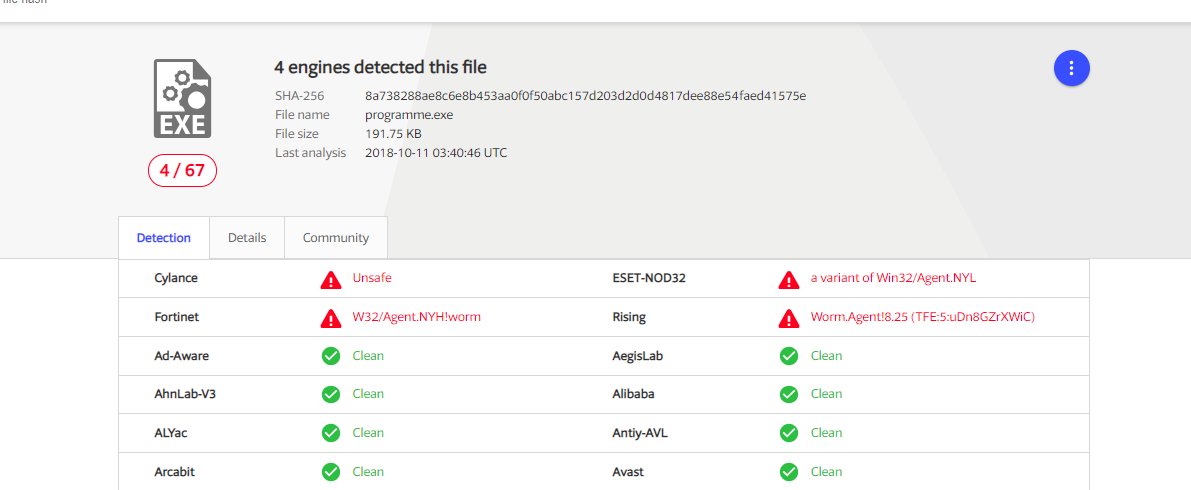 file hash
EXE
4 / 67
4 engines detected this file
SHA-256 8a738288ae8c6e8b453aa0f0f50abc157d203d2d0d4817dee88e54faed41575e
File name programme.exe
File size 191.75 KB
Last analysis 2018-10-11 03:40:46 UTC
Detection Details Community
Cylance Unsafe ESET-NOD32 a variant of Win32/Agent.NYL
Fortinet W32/Agent.NYH!worm Rising Worm.Agent!8.25 (TFE:5:uDn8GZrXWiC)
Ad-Aware Clean AegisLab Clean
AhnLab-V3 Clean Alibaba Clean
ALYac Clean Antiy-AVL Clean
Arcabit Clean Avast Clean